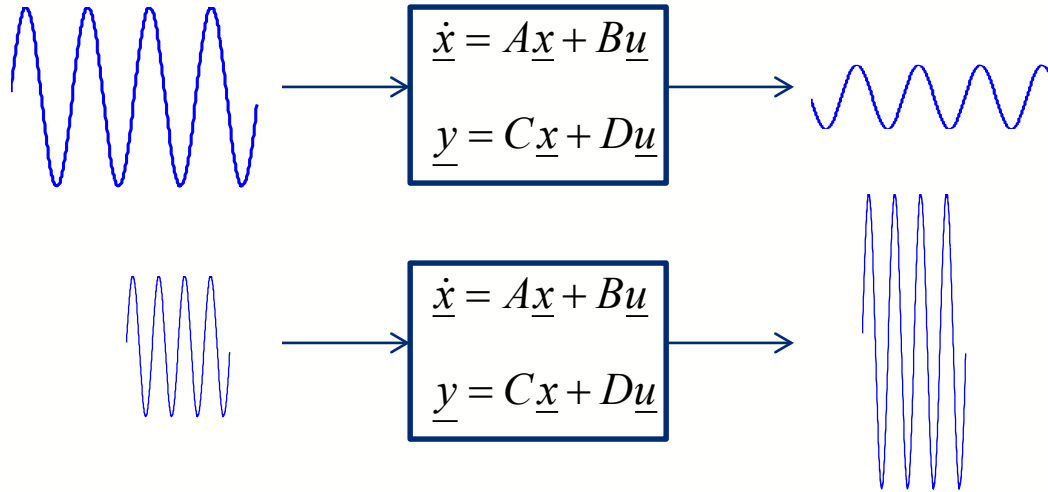 ẋ = Ax + Bu
y = Cx + Du
ẋ = Ax + Bu
y = Cx + Du